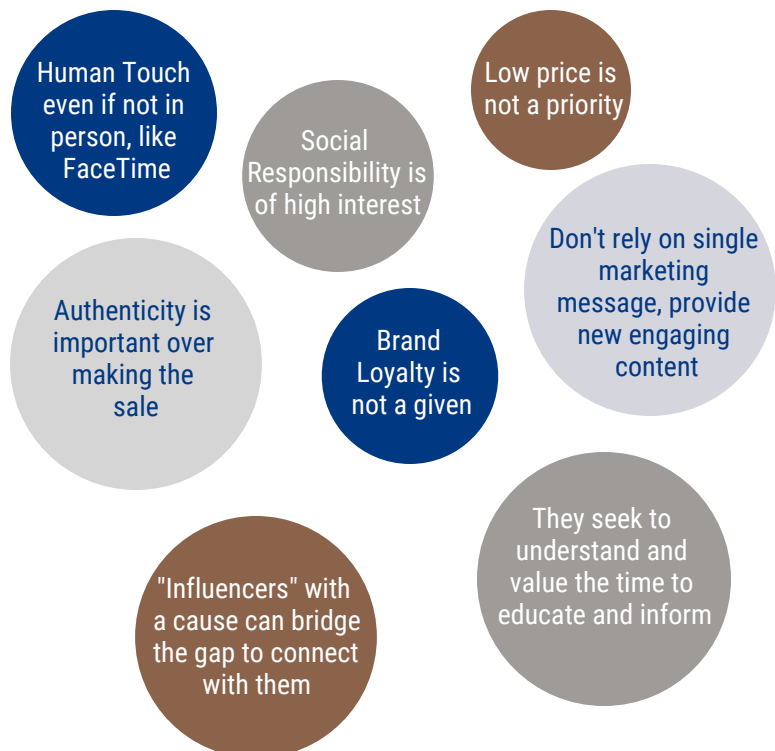 Human Touch
even if not in
person, like
FaceTime
Low price is
not a priority
Social
Responsibility is
of high interest
Don't rely on single
marketing
message, provide
new engaging
content
Authenticity is
important over
making the
sale
Brand
Loyalty is
not a given
They seek to
understand and
value the time to
educate and inform
"Influencers" with
a cause can bridge
the gap to connect
with them